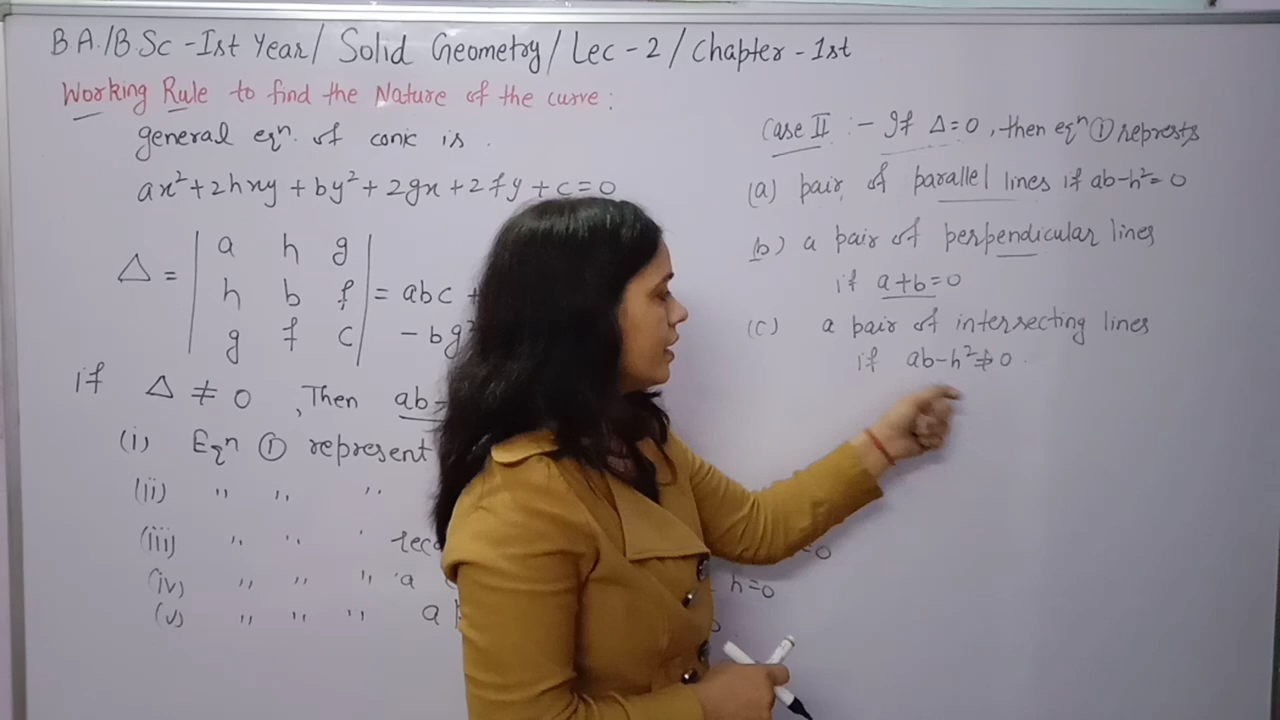 B.A./B.Sc - Ist Year / Solid Geometry / Lec - 2 / Chapter - 1st
Working Rule to find the Nature of the curve :
general eqⁿ. of conic is .
ax² + 2hxy + by² + 2gx + 2fy + c = 0
Δ = | a h g |
| h b f | = abc +
| g f c | - bg²
if Δ ≠ 0 , Then ab-
(i) Eqⁿ ① represent
(ii) " " "
(iii) " "
(iv) " " " a
(v) " " " a
h=0
Case II :- If Δ=0, then eqⁿ ① represts
(a) pair of parallel lines if ab-h²=0
(b) a pair of perpendicular lines
if a+b=0
(c) a pair of intersecting lines
if ab-h²≠0